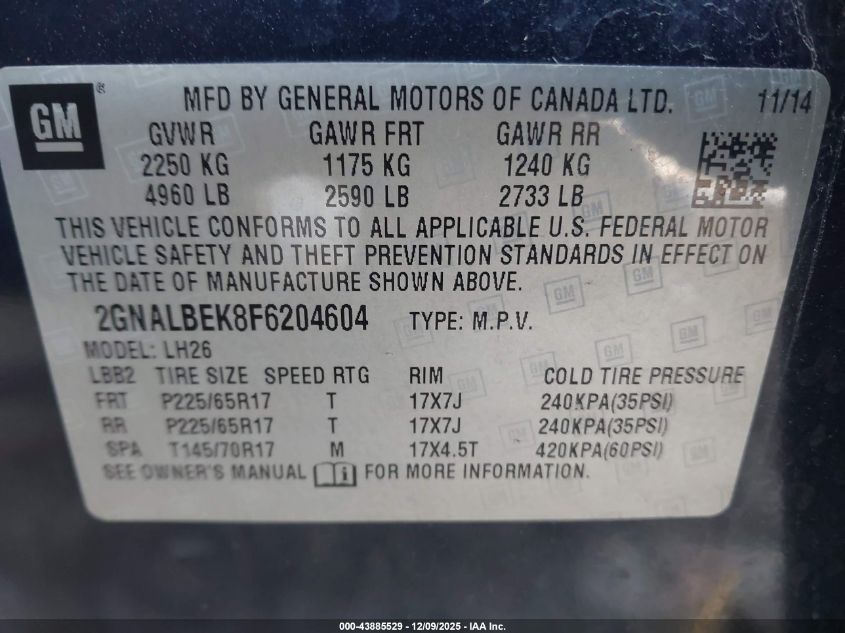 GM ® MFD BY GENERAL MOTORS OF CANADA LTD. 11/14
GVWR GAWR FRT GAWR RR
2250 KG 1175 KG 1240 KG
4960 LB 2590 LB 2733 LB
THIS VEHICLE CONFORMS TO ALL APPLICABLE U.S. FEDERAL MOTOR
VEHICLE SAFETY AND THEFT PREVENTION STANDARDS IN EFFECT ON
THE DATE OF MANUFACTURE SHOWN ABOVE.
2GNALBEK8F6204604 TYPE: M.P.V.
MODEL: LH26
LBB2 TIRE SIZE SPEED RTG RIM COLD TIRE PRESSURE
FRT P225/65R17 T 17X7J 240KPA(35PSI)
RR P225/65R17 T 17X7J 240KPA(35PSI)
SPA T145/70R17 M 17X4.5T 420KPA(60PSI)
SEE OWNER'S MANUAL FOR MORE INFORMATION.
000-43885529 - 12/09/2025 - IAA Inc.